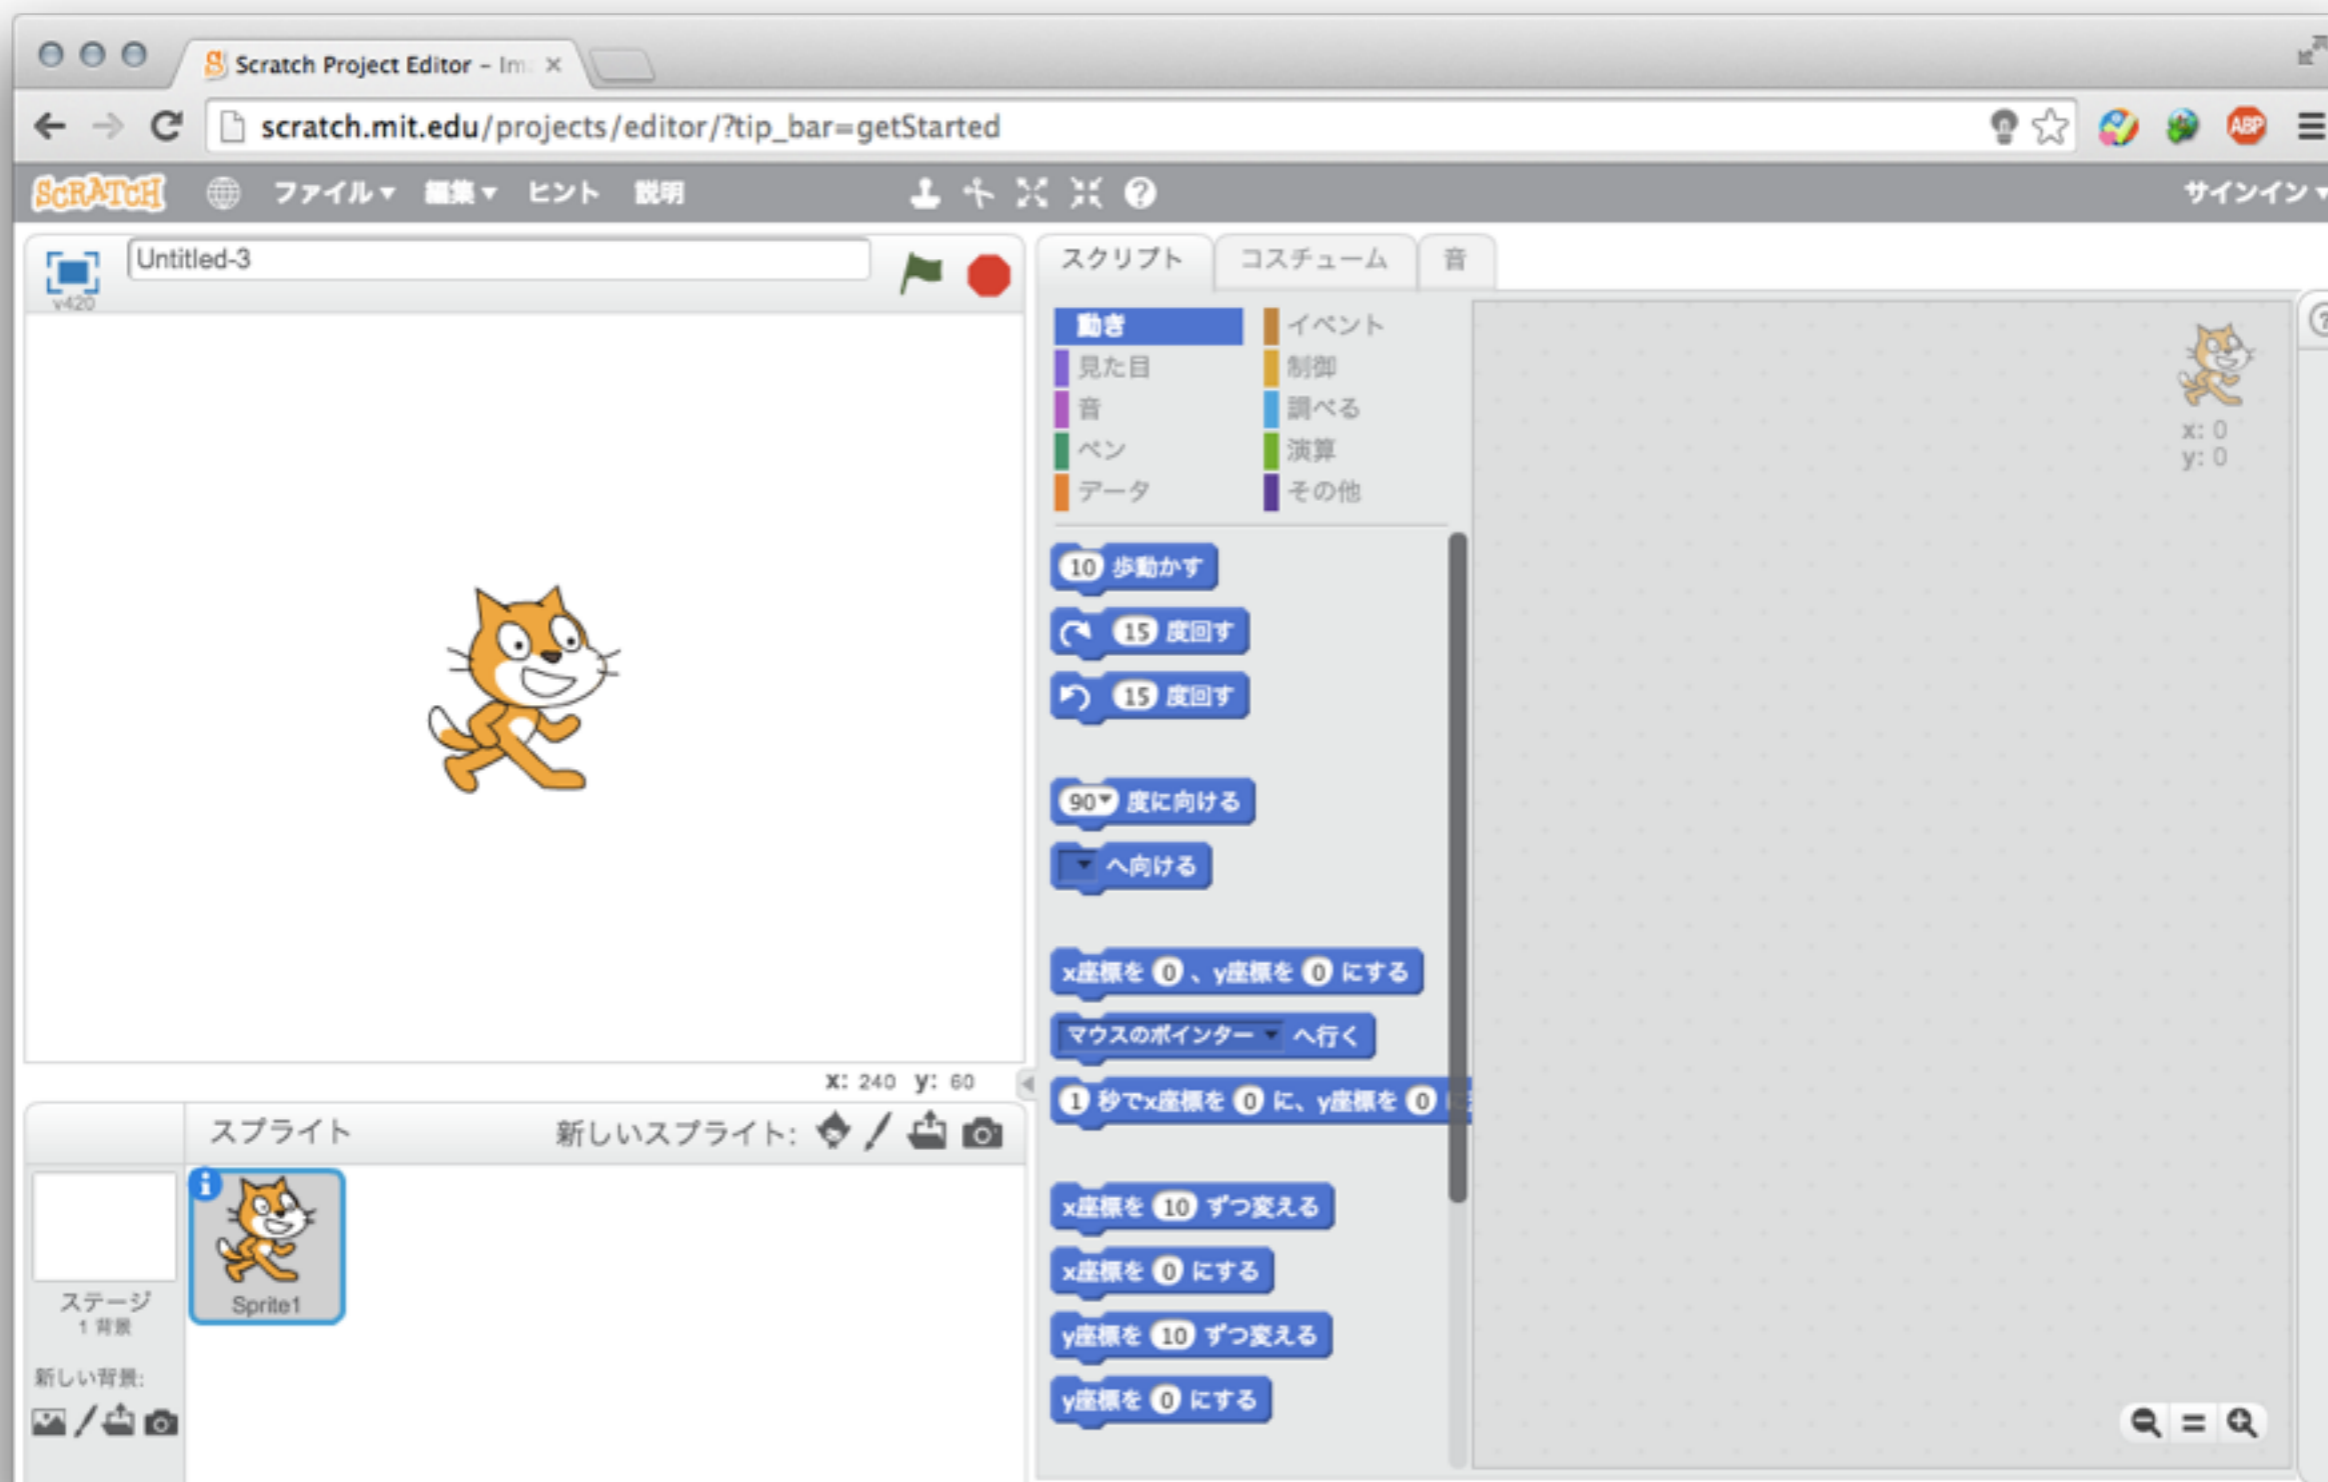 Scratch Project Editor - Im
scratch.mit.edu/projects/editor/?tip_bar=getStarted
ABP
SCRATCH ファイル 編集 ヒント 説明 サインイン
Untitled-3
v420
スクリプト コスチューム 音
動き イベント
見た目 制御
音 調べる
ペン 演算
データ その他
x: 0
y: 0
10 歩動かす
15 度回す
15 度回す
90 度に向ける
へ向ける
x座標を 0 、y座標を 0 にする
マウスのポインター へ行く
1 秒でx座標を 0 に、y座標を 0 に
x座標を 10 ずつ変える
x座標を 0 にする
y座標を 10 ずつ変える
y座標を 0 にする
x: 240 y: 60
スプライト 新しいスプライト:
Sprite1
ステージ
1 背景
新しい背景: